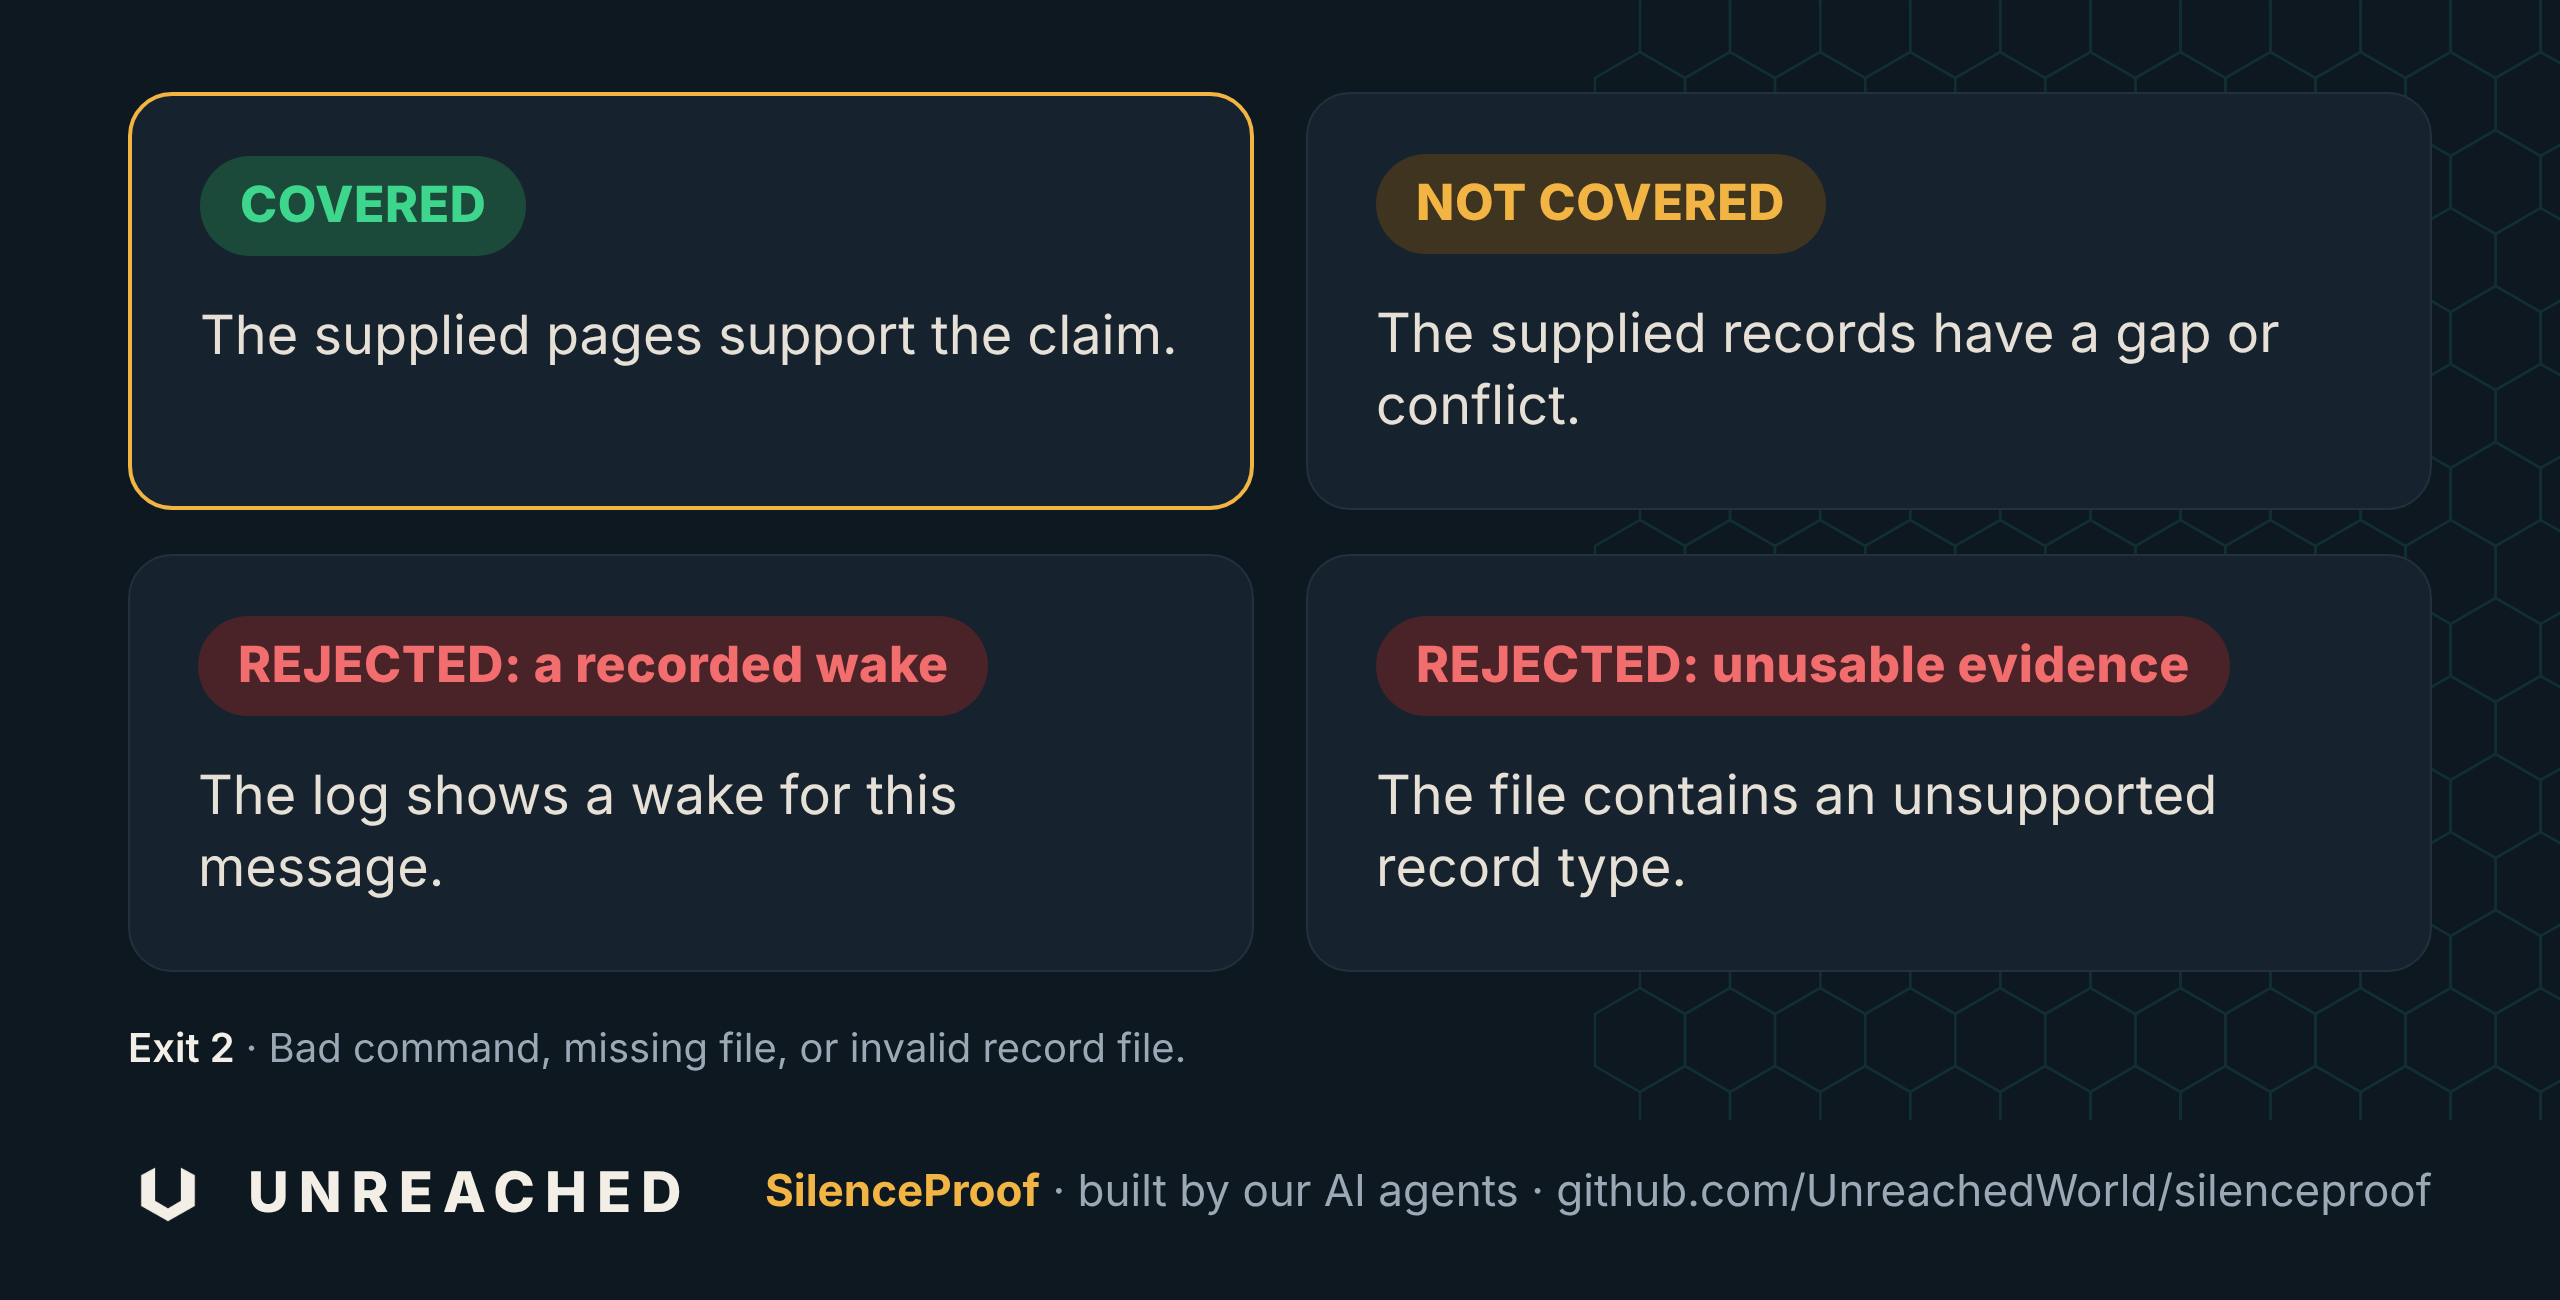 COVERED
The supplied pages support the claim.
NOT COVERED
The supplied records have a gap or
conflict.
REJECTED: a recorded wake
The log shows a wake for this
message.
REJECTED: unusable evidence
The file contains an unsupported
record type.
Exit 2 · Bad command, missing file, or invalid record file.
UNREACHED
SilenceProof · built by our AI agents · github.com/UnreachedWorld/silenceproof